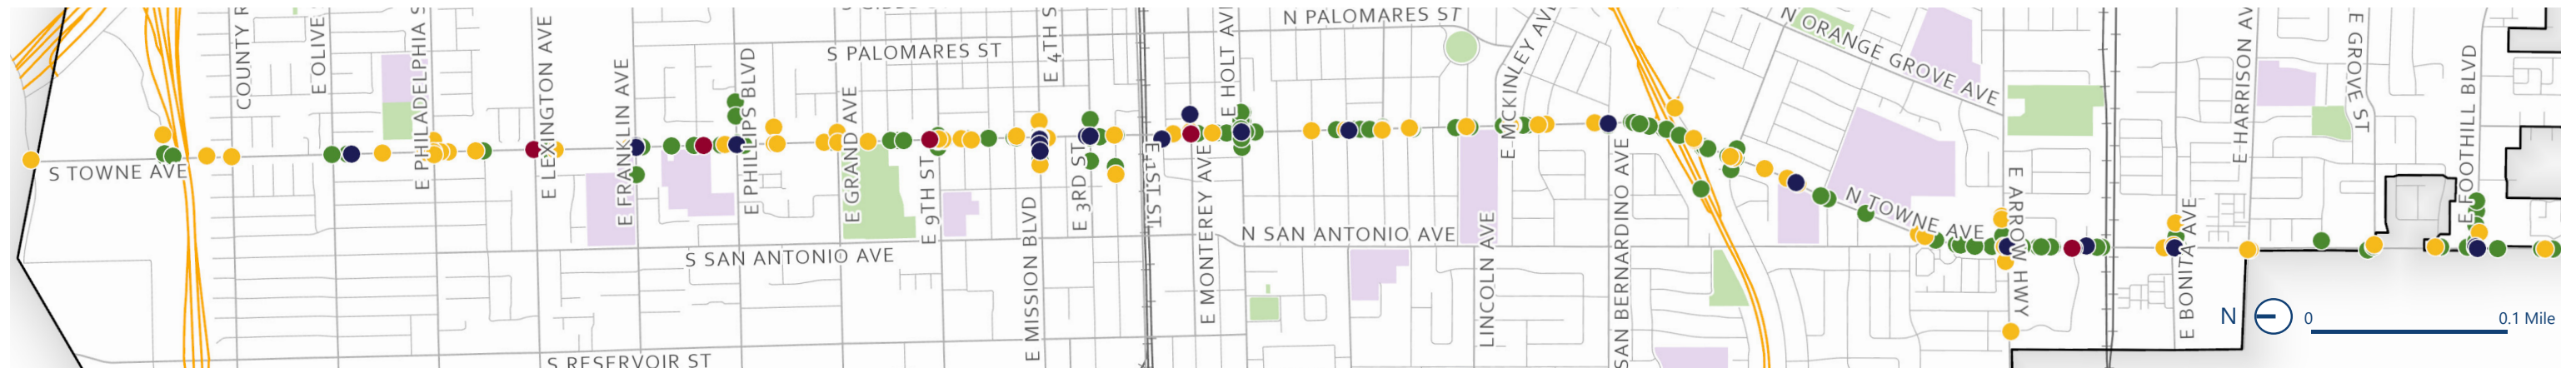 S TOWNE AVE
COUNTY R
E OLIVE
E PHILADELPHIA S
E LEXINGTON AVE
E FRANKLIN AVE
E PHILLIPS BLVD
S PALOMARES ST
E GRAND AVE
E 9TH ST
S SAN ANTONIO AVE
S RESERVOIR ST
E MISSION BLVD
E 4TH S
E 3RD ST
E 1ST ST
E MONTEREY AVE
E HOLT AVE
N PALOMARES ST
N SAN ANTONIO AVE
LINCOLN AVE
E MCKINLEY AVE
SAN BERNARDINO AVE
N ORANGE GROVE AVE
N TOWNE AVE
E ARROW HWY
E BONITA AVE
E HARRISON AV
E GROVE ST
E FOOTHILL BLVD
N
0
0.1 Mile